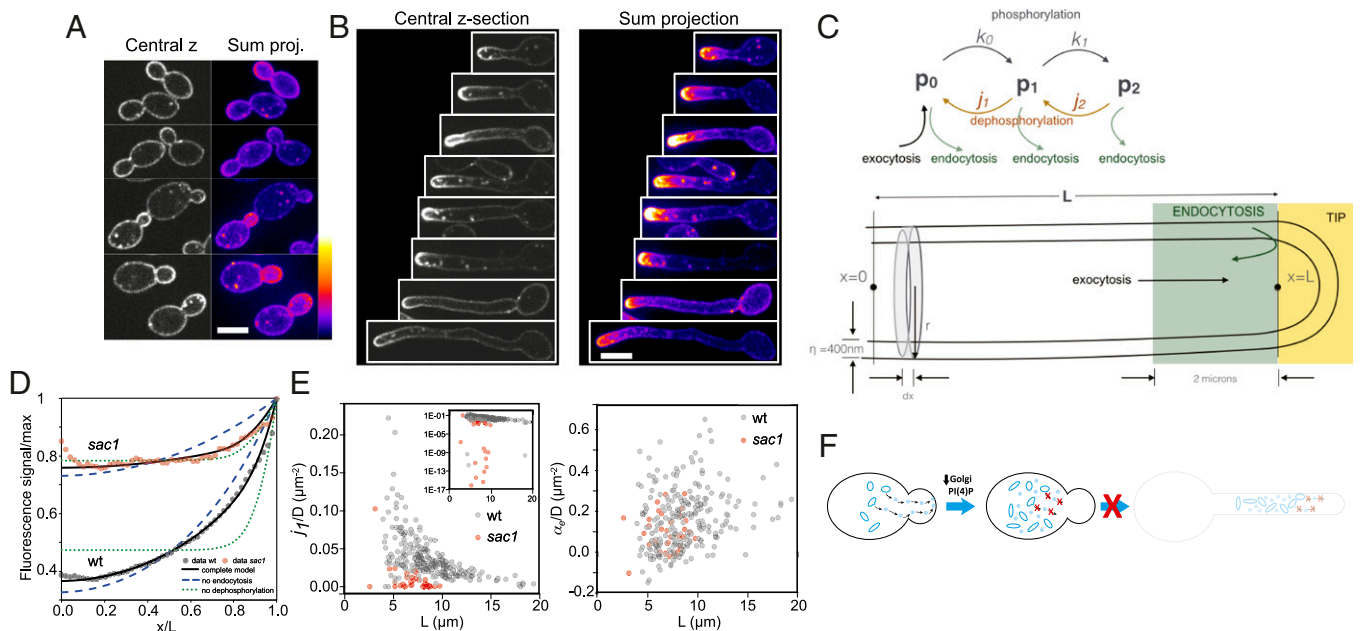 A
Central z
Sum proj.
B
Central z-section
Sum projection
C
phosphorylation
k0
k1
p0
p1
p2
j1
j2
dephosphorylation
exocytosis
endocytosis
endocytosis
endocytosis
L
ENDOCYTOSIS
TIP
x=0
exocytosis
x=L
r
η =400nm
2 microns
dx
D
Fluorescence signal/max
1
0.8
0.6
0.4
sac1
wt
data wt
data sac1
complete model
no endocytosis
no dephosphorylation
0.0
0.2
0.4
0.6
0.8
1.0
x/L
E
j1/D (μm⁻²)
0.20
0.15
0.10
0.05
0.00
1E-01
1E-05
1E-09
1E-13
1E-17
0
10
20
wt
sac1
0
5
10
15
20
L (μm)
αe/D (μm⁻²)
0.6
0.4
0.2
0.0
-0.2
wt
sac1
0
5
10
15
20
L (μm)
F
Golgi
PI(4)P